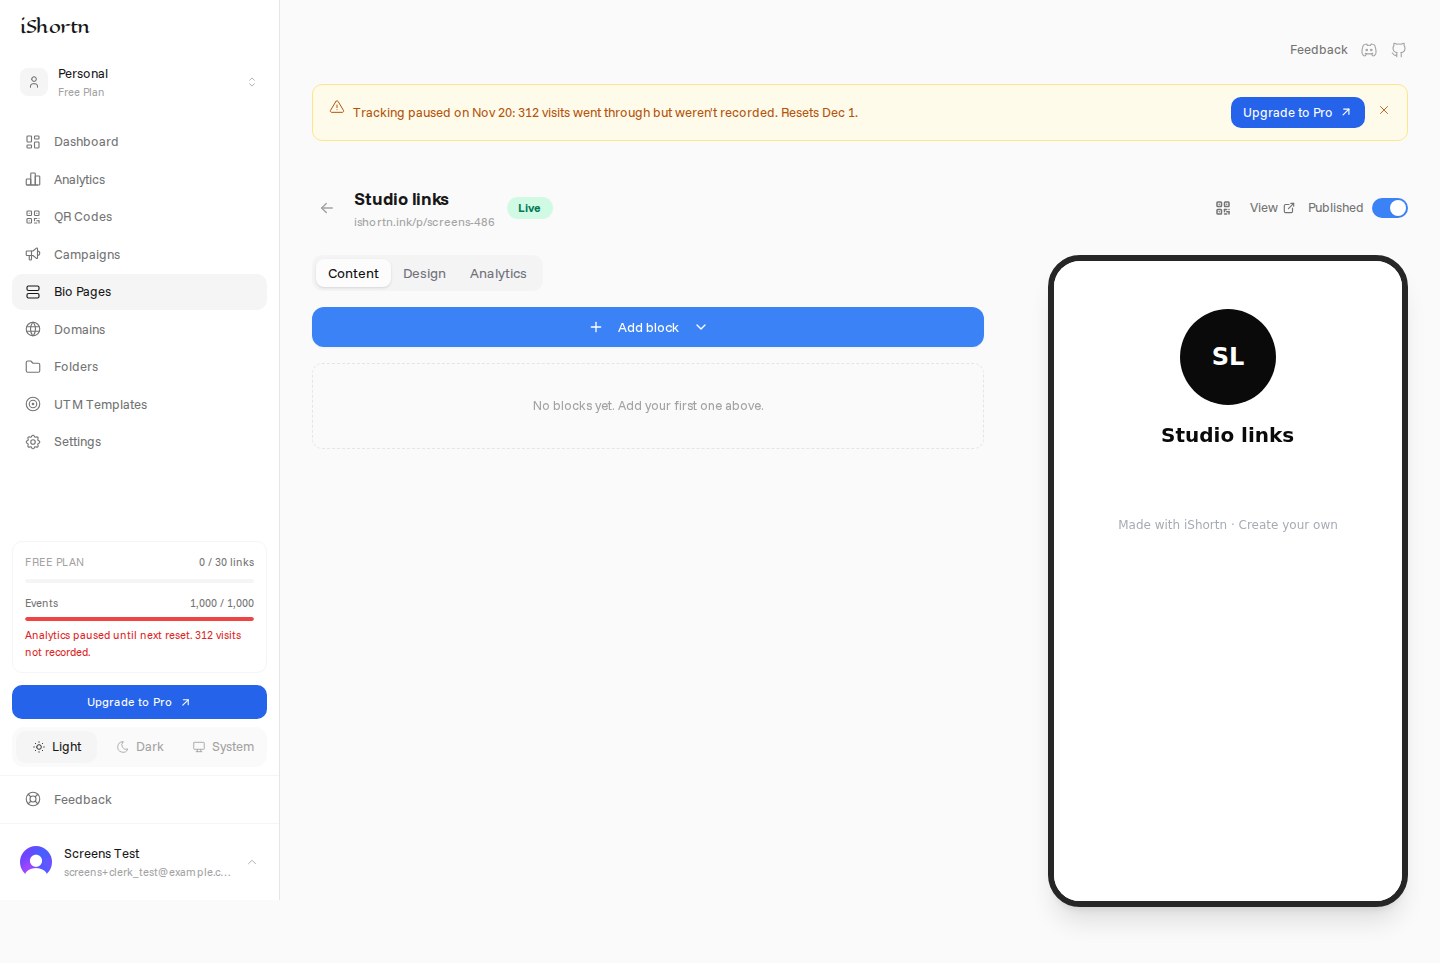 iShortn
Personal
Free Plan
Dashboard
Analytics
QR Codes
Campaigns
Bio Pages
Domains
Folders
UTM Templates
Settings
FREE PLAN 0 / 30 links
Events 1,000 / 1,000
Analytics paused until next reset. 312 visits
not recorded.
Upgrade to Pro
Light Dark System
Feedback
Screens Test
screens+clerk_test@example.c...
Feedback
Tracking paused on Nov 20: 312 visits went through but weren't recorded. Resets Dec 1.
Upgrade to Pro
Studio links
ishortn.ink/p/screens-486
Live
View Published
Content Design Analytics
Add block
No blocks yet. Add your first one above.
SL
Studio links
Made with iShortn · Create your own